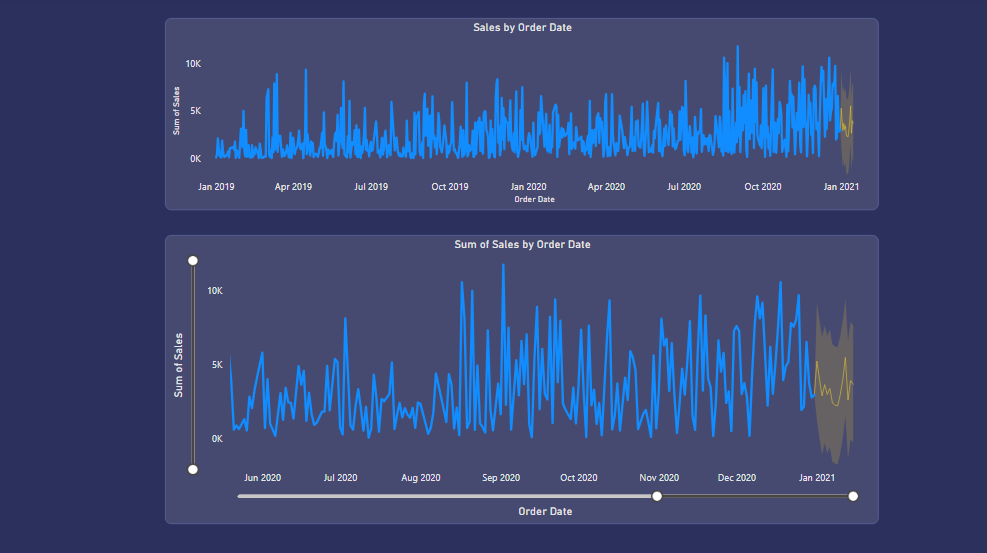 Sales by Order Date
10K
5K
0K
Sum of Sales
Jan 2019 Apr 2019 Jul 2019 Oct 2019 Jan 2020 Apr 2020 Jul 2020 Oct 2020 Jan 2021
Order Date
Sum of Sales by Order Date
10K
5K
0K
Sum of Sales
Jun 2020 Jul 2020 Aug 2020 Sep 2020 Oct 2020 Nov 2020 Dec 2020 Jan 2021
Order Date